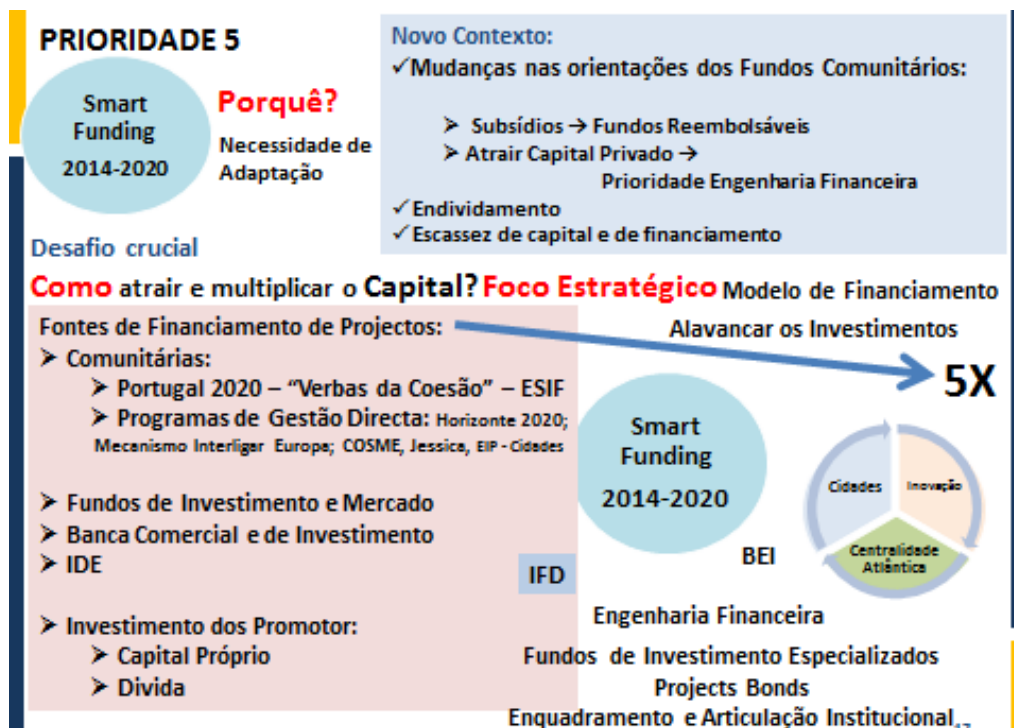 PRIORIDADE 5
Smart
Funding
2014-2020
Porquê?
Necessidade de
Adaptação
Novo Contexto:
✓Mudanças nas orientações dos Fundos Comunitários:
➢ Subsídios → Fundos Reembolsáveis
➢ Atrair Capital Privado →
Prioridade Engenharia Financeira
✓Endividamento
✓Escassez de capital e de financiamento
Desafio crucial
Como atrair e multiplicar o Capital? Foco Estratégico Modelo de Financiamento
Fontes de Financiamento de Projectos:
➢ Comunitárias:
➢ Portugal 2020 – “Verbas da Coesão” – ESIF
➢ Programas de Gestão Directa: Horizonte 2020;
Mecanismo Interligar Europa; COSME, Jessica, EIP - Cidades
➢ Fundos de Investimento e Mercado
➢ Banca Comercial e de Investimento
➢ IDE
➢ Investimento dos Promotor:
➢ Capital Próprio
➢ Divida
IFD
Alavancar os Investimentos
5X
Smart
Funding
2014-2020
Cidades
Inovação
Centralidade
Atlântica
BEI
Engenharia Financeira
Fundos de Investimento Especializados
Projects Bonds
Enquadramento e Articulação Institucional
17